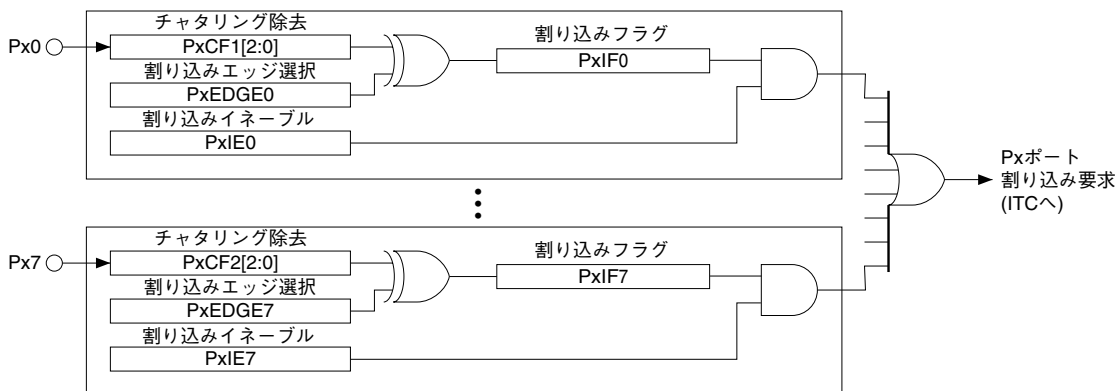 チャタリング除去
Px0
PxCF1[2:0]
割り込みエッジ選択
PxEDGE0
割り込みイネーブル
PxIE0
割り込みフラグ
PxIF0
チャタリング除去
Px7
PxCF2[2:0]
割り込みエッジ選択
PxEDGE7
割り込みイネーブル
PxIE7
割り込みフラグ
PxIF7
Pxポート
割り込み要求
(ITCへ)